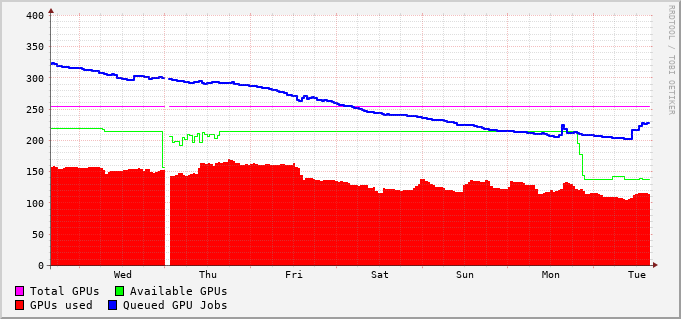 400
350
300
250
200
150
100
50
0
Wed Thu Fri Sat Sun Mon Tue
Total GPUs Available GPUs
GPUs used Queued GPU Jobs
RRDTOOL / TOBI OETIKER